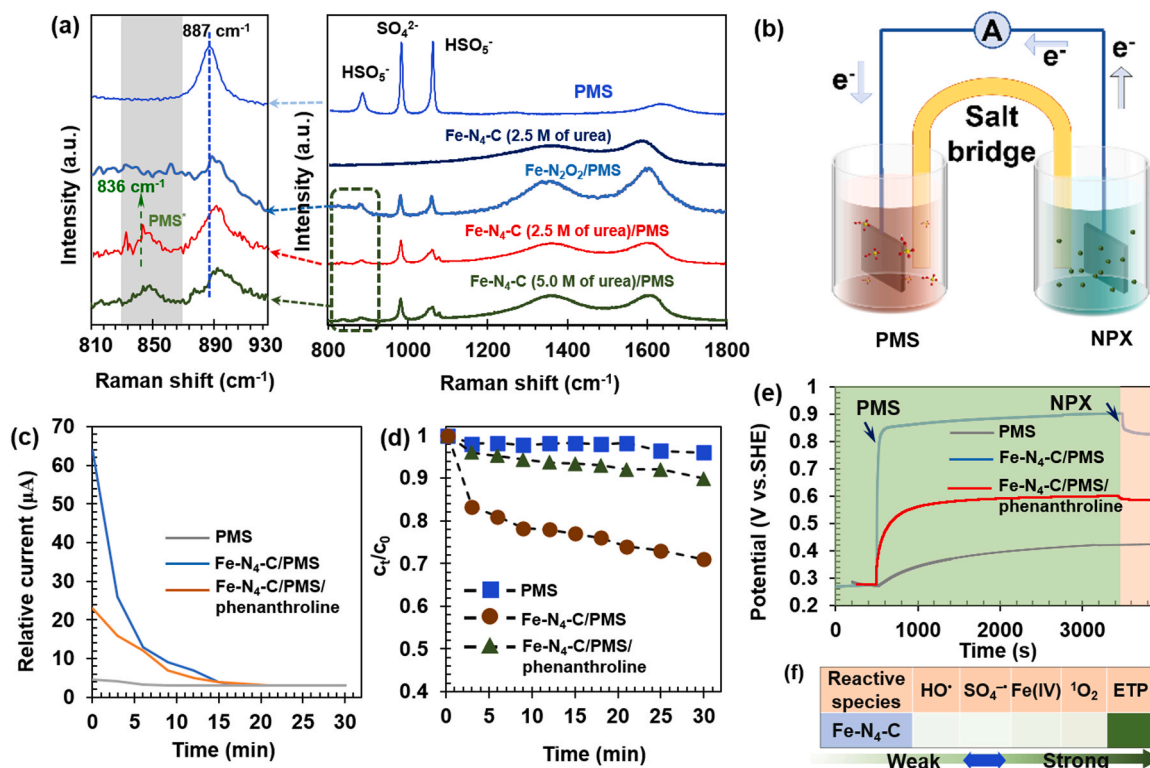 (a)
887 cm⁻¹
836 cm⁻¹
PMS*
Intensity (a.u.)
810 850 890 930
Raman shift (cm⁻¹)
Intensity (a.u.)
HSO₅⁻
SO₄²⁻
HSO₅⁻
PMS
Fe-N₄-C (2.5 M of urea)
Fe-N₂O₂/PMS
Fe-N₄-C (2.5 M of urea)/PMS
Fe-N₄-C (5.0 M of urea)/PMS
800 1000 1200 1400 1600 1800
Raman shift (cm⁻¹)
(b)
A
e⁻
e⁻
e⁻
Salt
bridge
PMS
NPX
(c)
Relative current (μA)
70
60
50
40
30
20
10
0
PMS
Fe-N₄-C/PMS
Fe-N₄-C/PMS/
phenanthroline
0 5 10 15 20 25 30
Time (min)
(d)
cₜ/c₀
1
0.9
0.8
0.7
0.6
0.5
0.4
PMS
Fe-N₄-C/PMS
Fe-N₄-C/PMS/
phenanthroline
0 5 10 15 20 25 30
Time (min)
(e)
Potential (V vs.SHE)
1
0.9
0.8
0.7
0.6
0.5
0.4
0.3
0.2
PMS
NPX
PMS
Fe-N₄-C/PMS
Fe-N₄-C/PMS/
phenanthroline
0 1000 2000 3000
Time (s)
(f)
Reactive
species
HO• SO₄⁻• Fe(IV) ¹O₂ ETP
Fe-N₄-C
Weak Strong